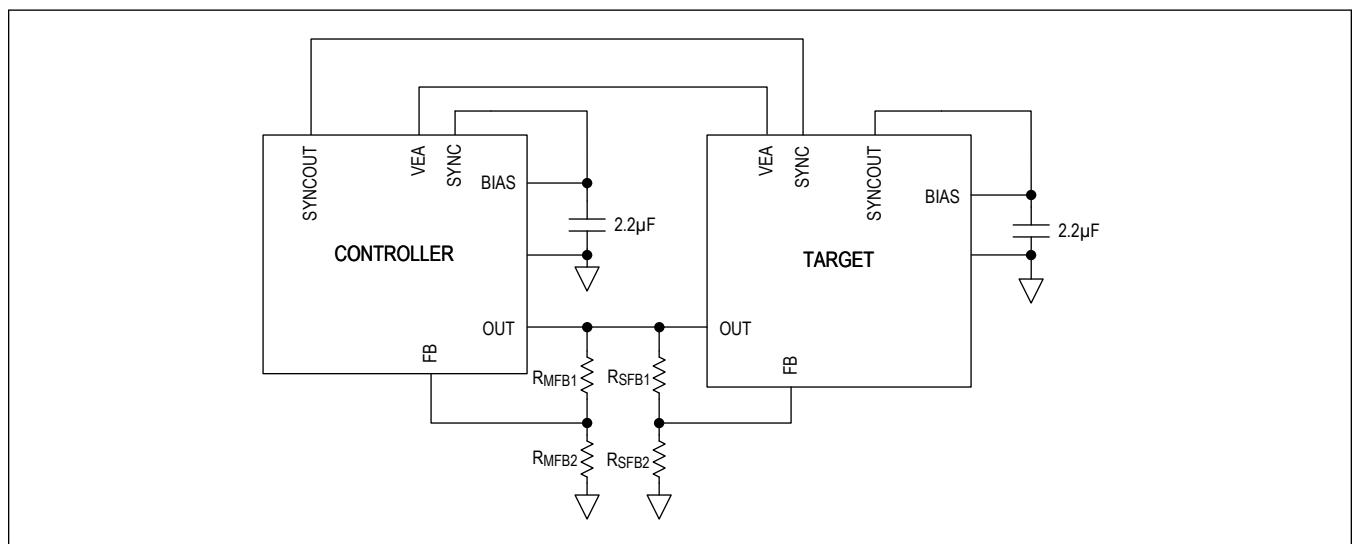 SYNCOUT
VEA
SYNC
BIAS
2.2µF
CONTROLLER
OUT
FB
VEA
SYNC
SYNCOUT
BIAS
2.2µF
TARGET
OUT
FB
RMFB1
RSFB1
RMFB2
RSFB2